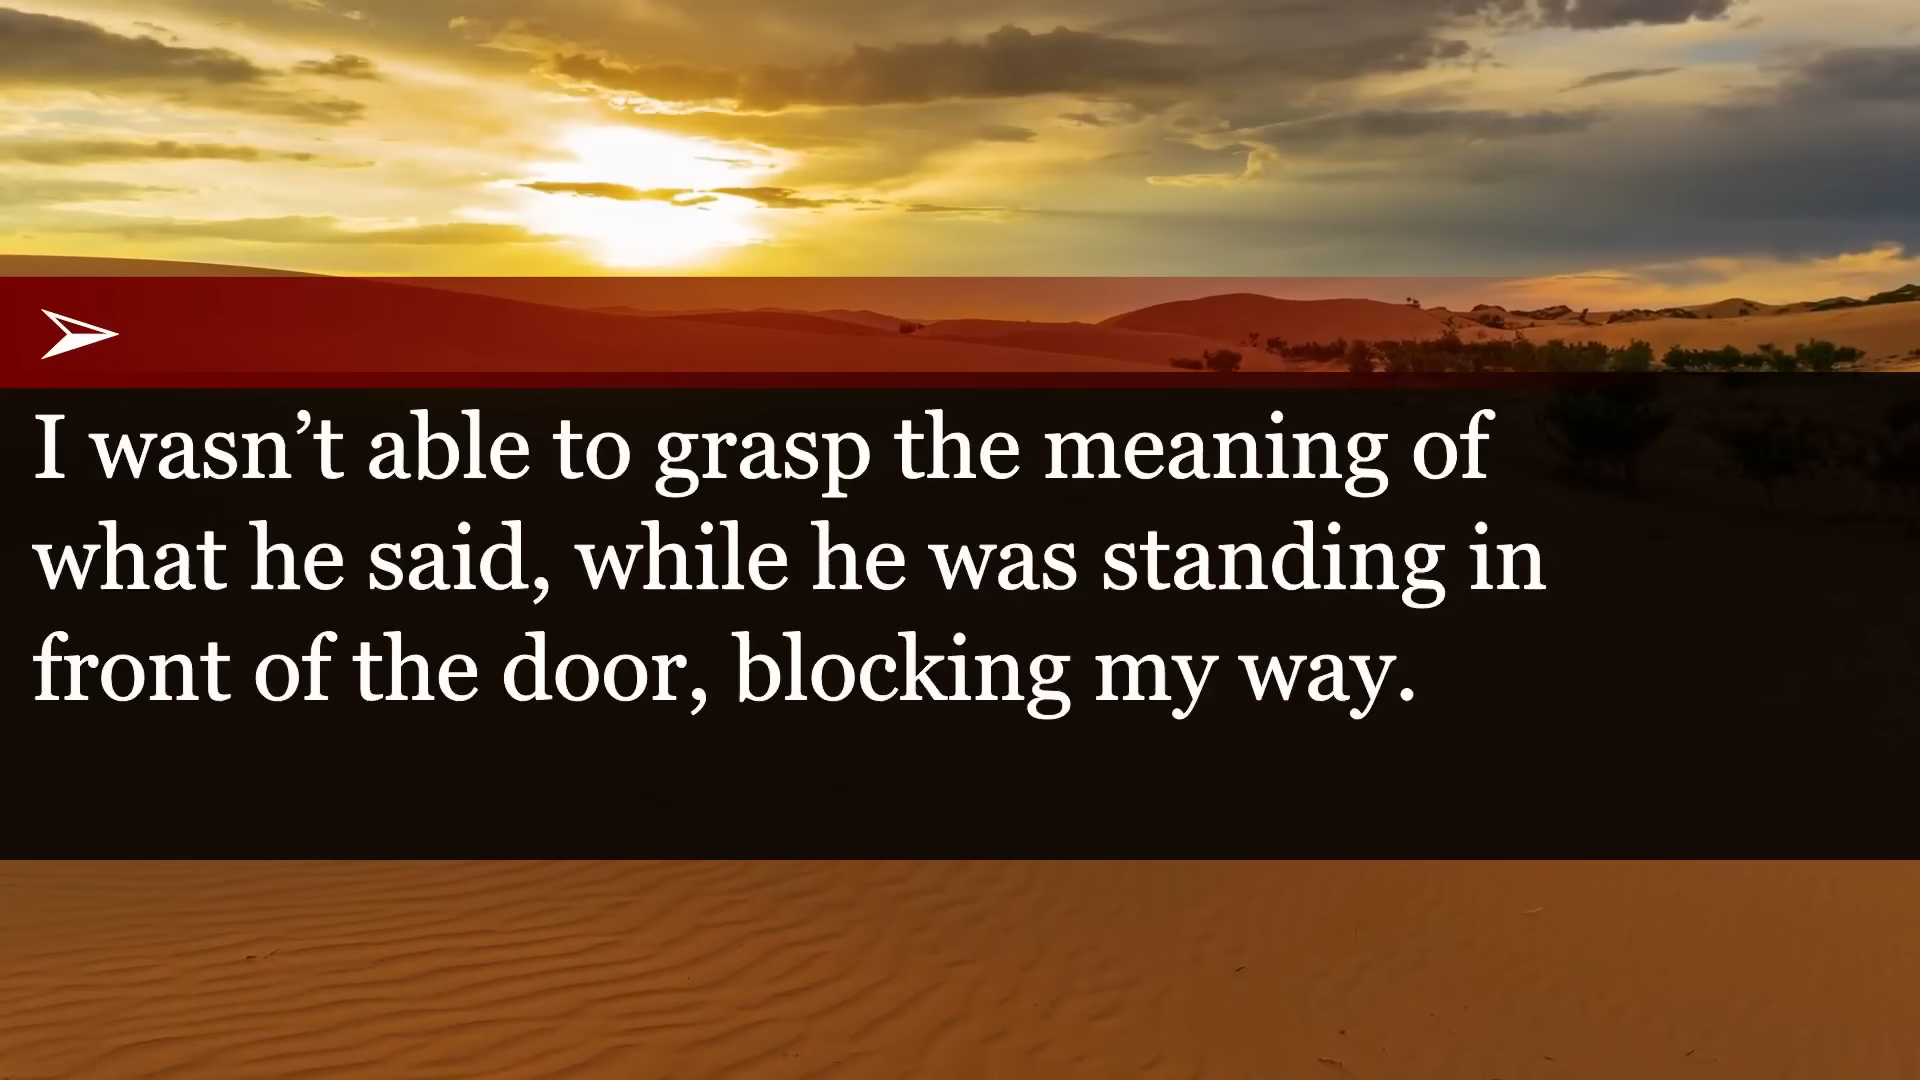 I wasn’t able to grasp the meaning of
what he said, while he was standing in
front of the door, blocking my way.